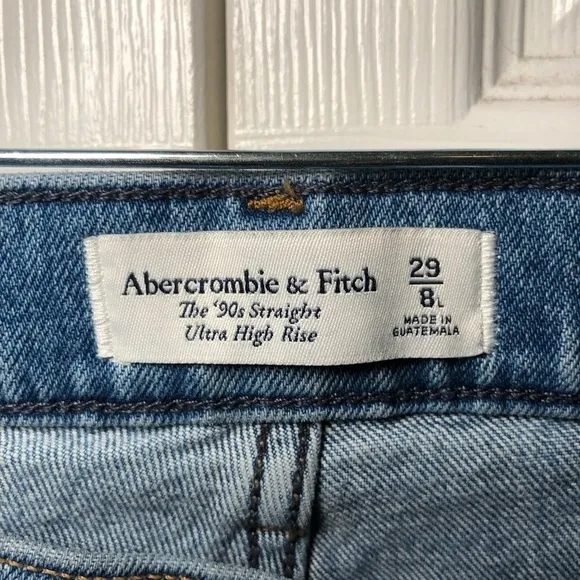 Abercrombie & Fitch
The '90s Straight
Ultra High Rise
29
8L
MADE IN
GUATEMALA